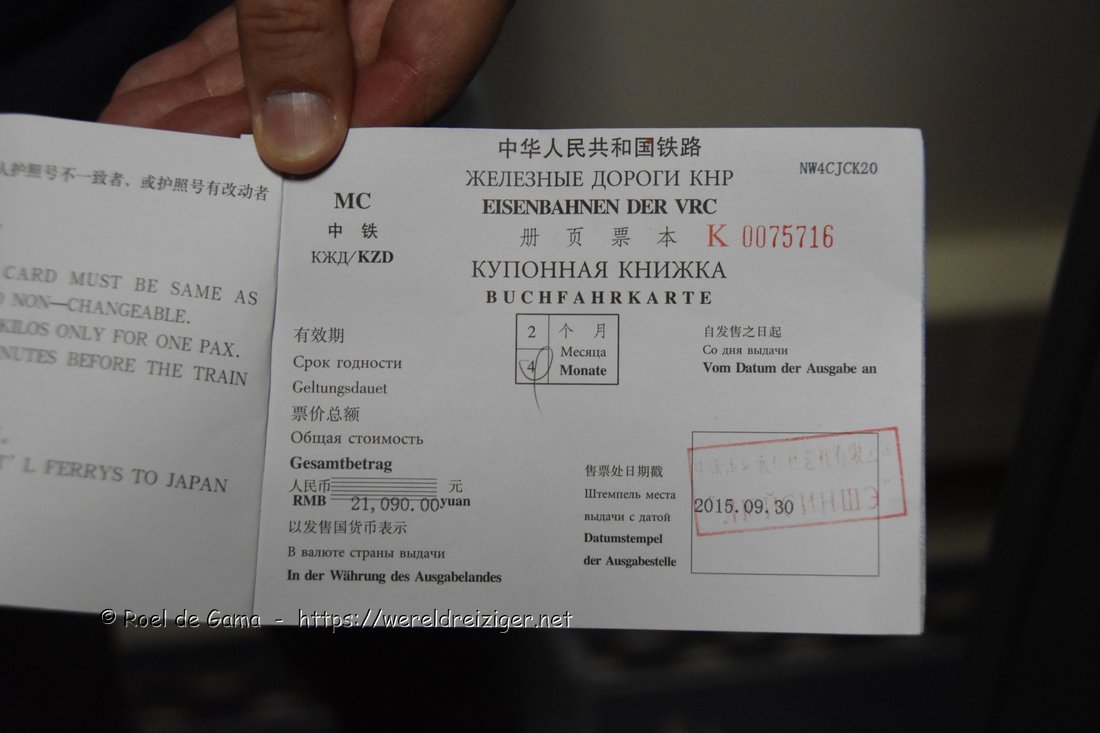 人护照号不一致者，或护照号有改动者
CARD MUST BE SAME AS
NON—CHANGEABLE.
KILOS ONLY FOR ONE PAX.
NUTES BEFORE THE TRAIN
T" L FERRYS TO JAPAN
中华人民共和国铁路
ЖЕЛЕЗНЫЕ ДОРОГИ КНР
NW4CJCK20
MC
EISENBAHNEN DER VRC
中 铁
册 页 票 本 K 0075716
КЖД/KZD
КУПОННАЯ КНИЖКА
BUCHFAHRKARTE
有效期
Срок годности
Geltungsdauet
2 个 月
Месяца
4 Monate
自发售之日起
Со дня выдачи
Vom Datum der Ausgabe an
票价总额
Общая стоимость
Gesamtbetrag
人民币 元
RMB 21,090.00 yuan
以发售国货币表示
В валюте страны выдачи
In der Währung des Ausgabelandes
售票处日期戳
Штемпель места
выдачи с датой
Datumstempel
der Ausgabestelle
2015.09.30
© Roel de Gama - https://wereldreiziger.net